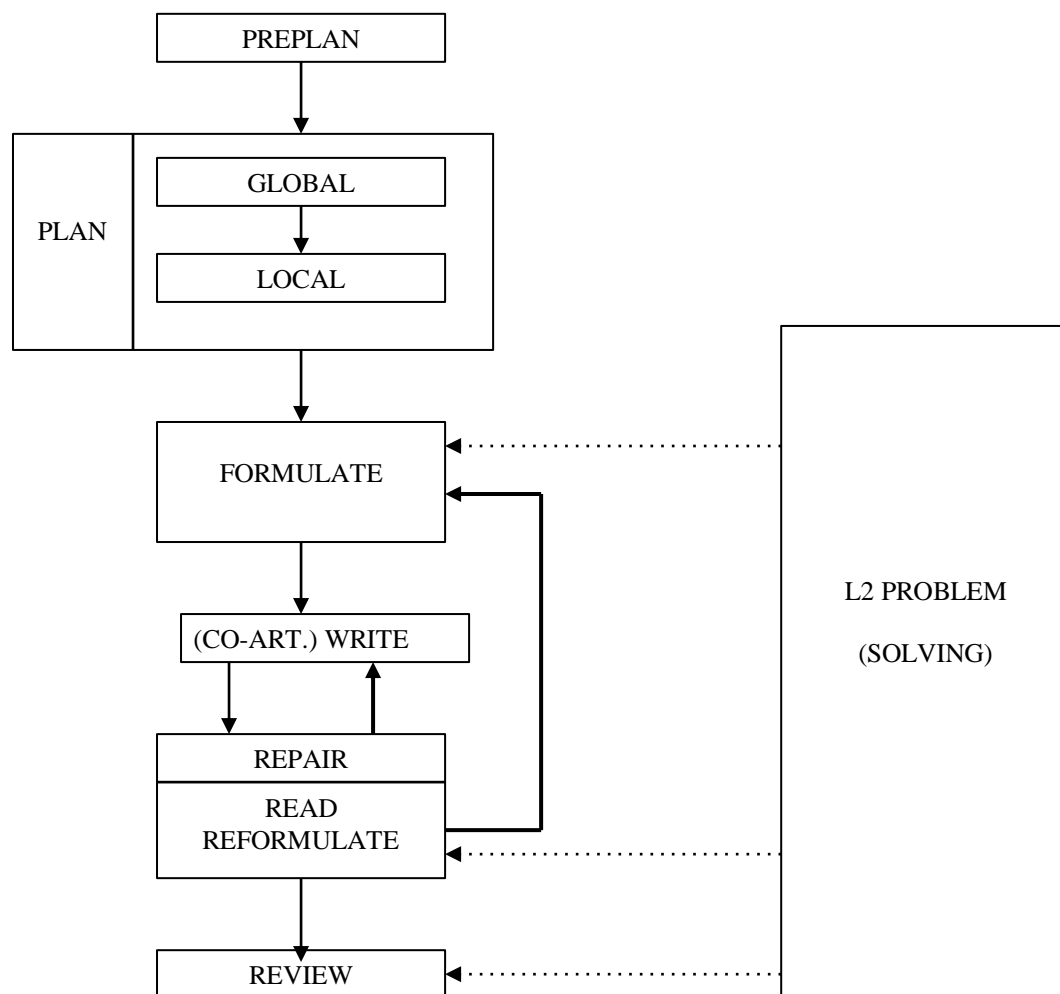 PREPLAN
GLOBAL
PLAN
LOCAL
FORMULATE
L2 PROBLEM
(SOLVING)
(CO-ART.) WRITE
REPAIR
READ
REFORMULATE
REVIEW